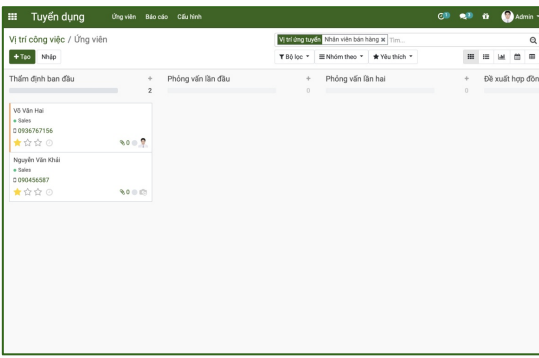 Tuyển dụng Ứng viên Báo cáo Cấu hình Admin
Vị trí công việc / Ứng viên
Vị trí ứng tuyển Nhân viên bán hàng × Tìm...
+ Tạo Nhập
Bộ lọc Nhóm theo Yêu thích
Thẩm định ban đầu + Phỏng vấn lần đầu + Phỏng vấn lần hai + Đề xuất hợp đồn
2 0 0
Võ Văn Hai
Sales
0936767156
0
Nguyễn Văn Khải
Sales
090456587
0